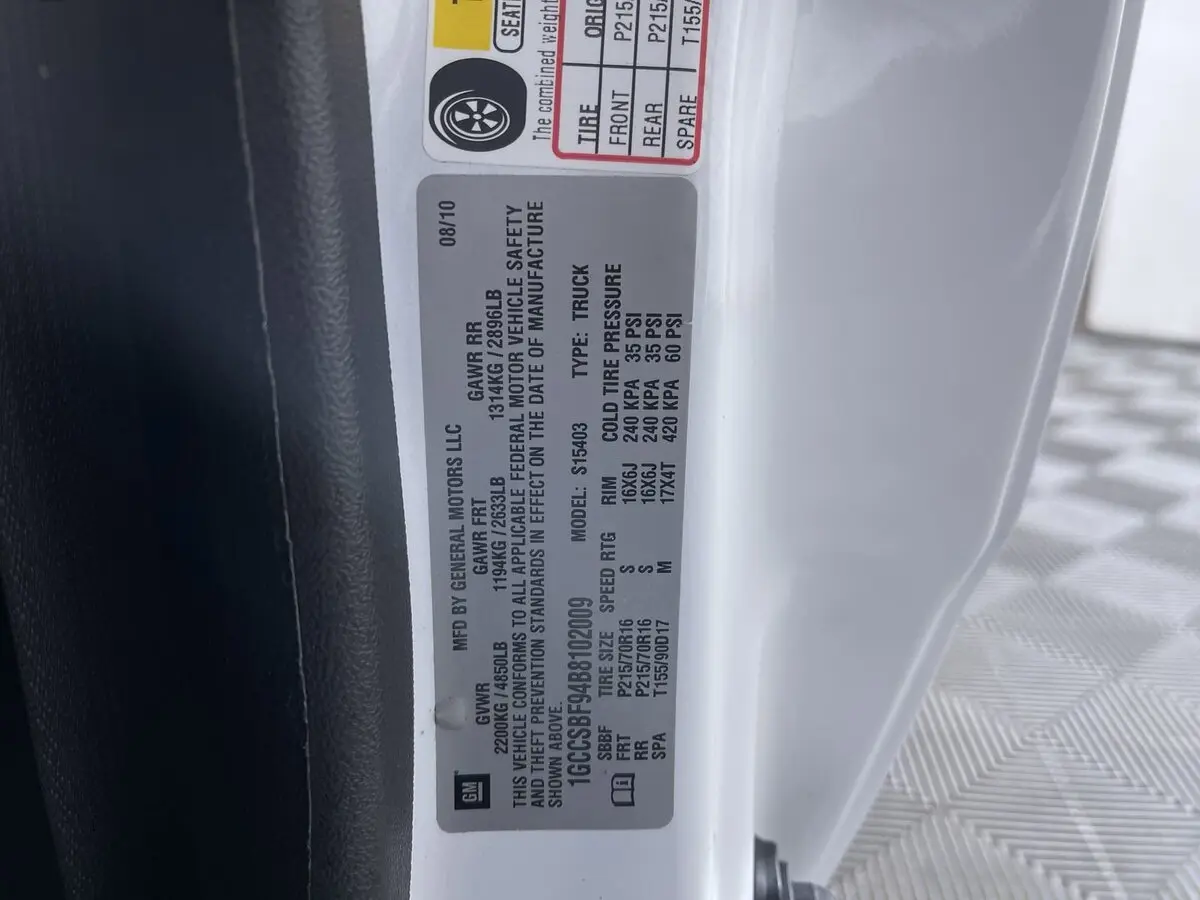 GM
MFD BY GENERAL MOTORS LLC 08/10
GVWR GAWR FRT GAWR RR
2200KG / 4850LB 1194KG / 2633LB 1314KG / 2896LB
THIS VEHICLE CONFORMS TO ALL APPLICABLE FEDERAL MOTOR VEHICLE SAFETY
AND THEFT PREVENTION STANDARDS IN EFFECT ON THE DATE OF MANUFACTURE
SHOWN ABOVE.
1GCCSBF94B8102009 MODEL: S15403 TYPE: TRUCK
SBBF TIRE SIZE SPEED RTG RIM COLD TIRE PRESSURE
FRT P215/70R16 S 16X6J 240 KPA 35 PSI
RR P215/70R16 S 16X6J 240 KPA 35 PSI
SPA T155/90D17 M 17X4T 420 KPA 60 PSI
The combined weight
TIRE
FRONT P215/
REAR P215/
SPARE T155/